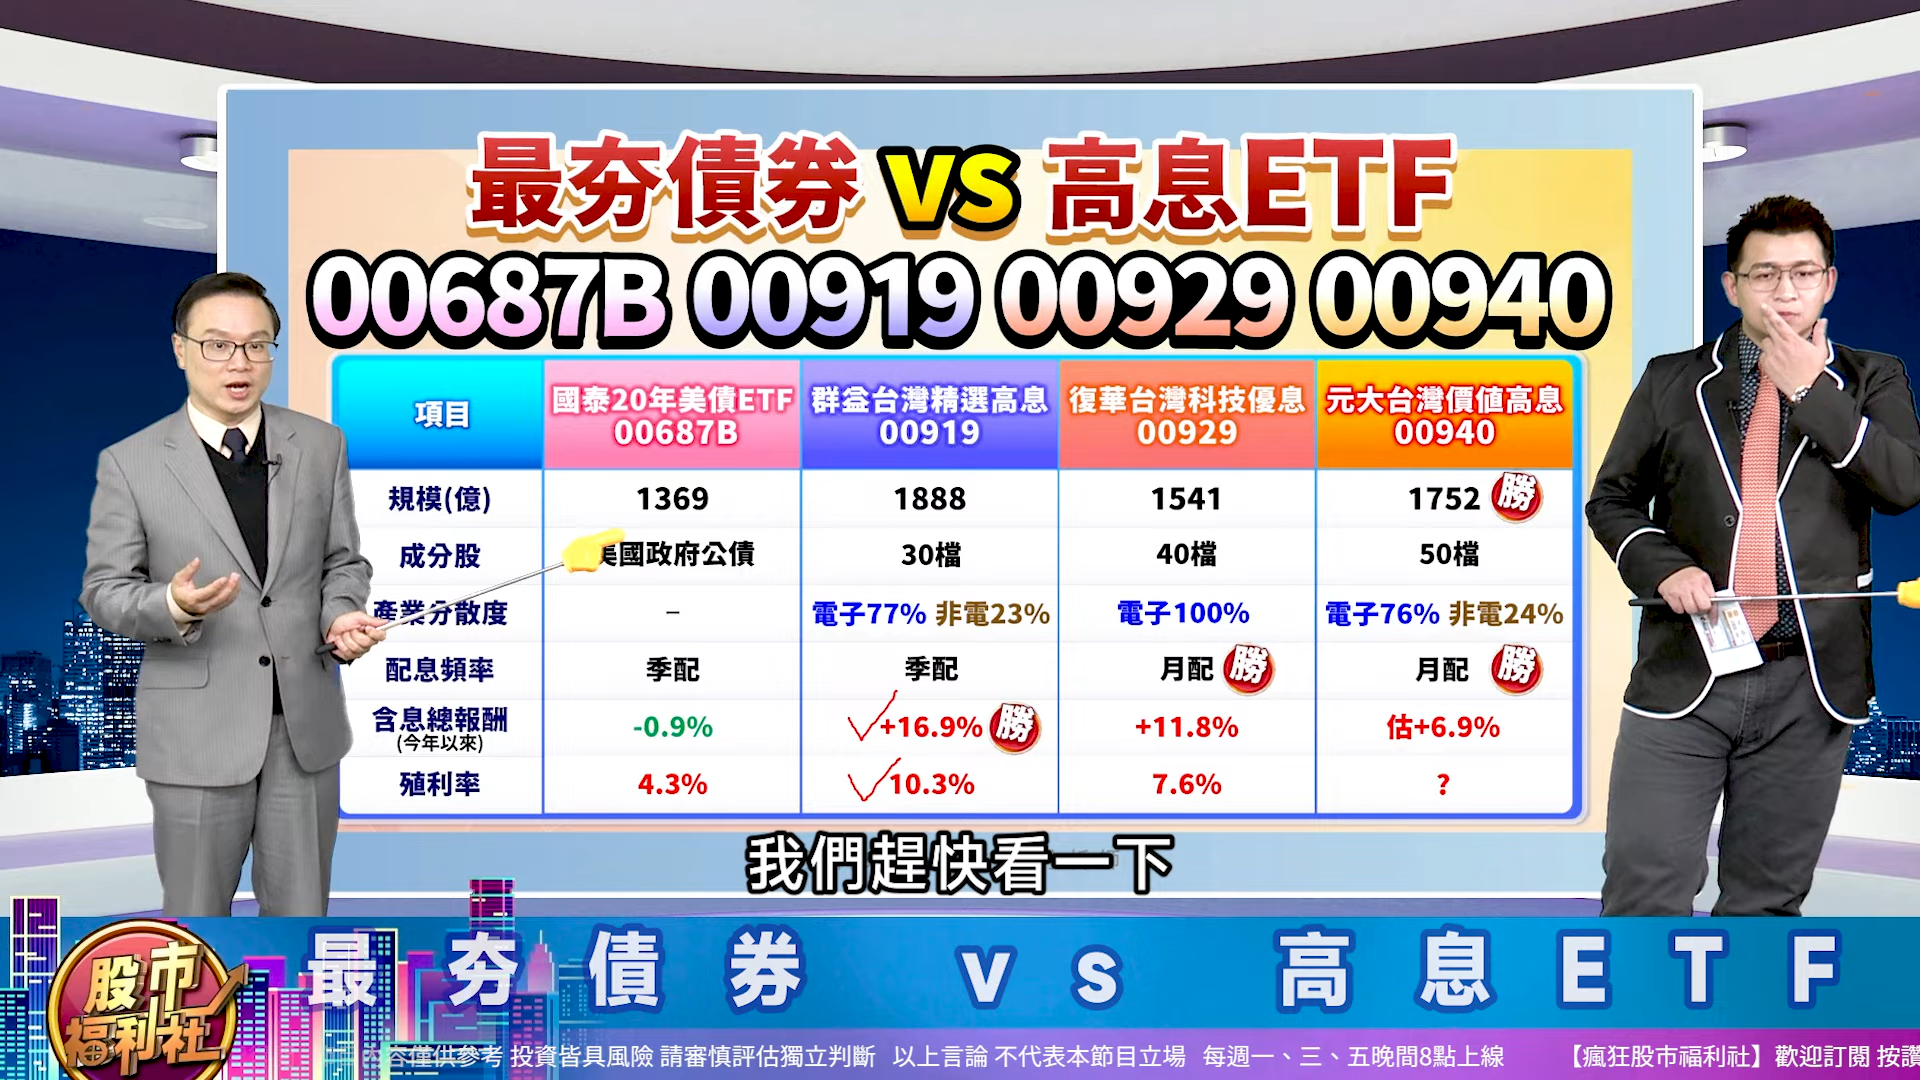 最夯債券 VS 高息ETF
00687B 00919 00929 00940
項目 國泰20年美債ETF 00687B 群益台灣精選高息 00919 復華台灣科技優息 00929 元大台灣價值高息 00940
規模(億) 1369 1888 1541 1752 勝
成分股 美國政府公債 30檔 40檔 50檔
產業分散度 – 電子77% 非電23% 電子100% 電子76% 非電24%
配息頻率 季配 季配 月配 勝 月配 勝
含息總報酬 (今年以來) -0.9% +16.9% 勝 +11.8% 估+6.9%
殖利率 4.3% 10.3% 7.6% ?
我們趕快看一下
最夯債券 vs 高息ETF
股市福利社
內容僅供參考 投資皆具風險 請審慎評估獨立判斷 以上言論 不代表本節目立場 每週一、三、五晚間8點上線 【瘋狂股市福利社】歡迎訂閱 按讚